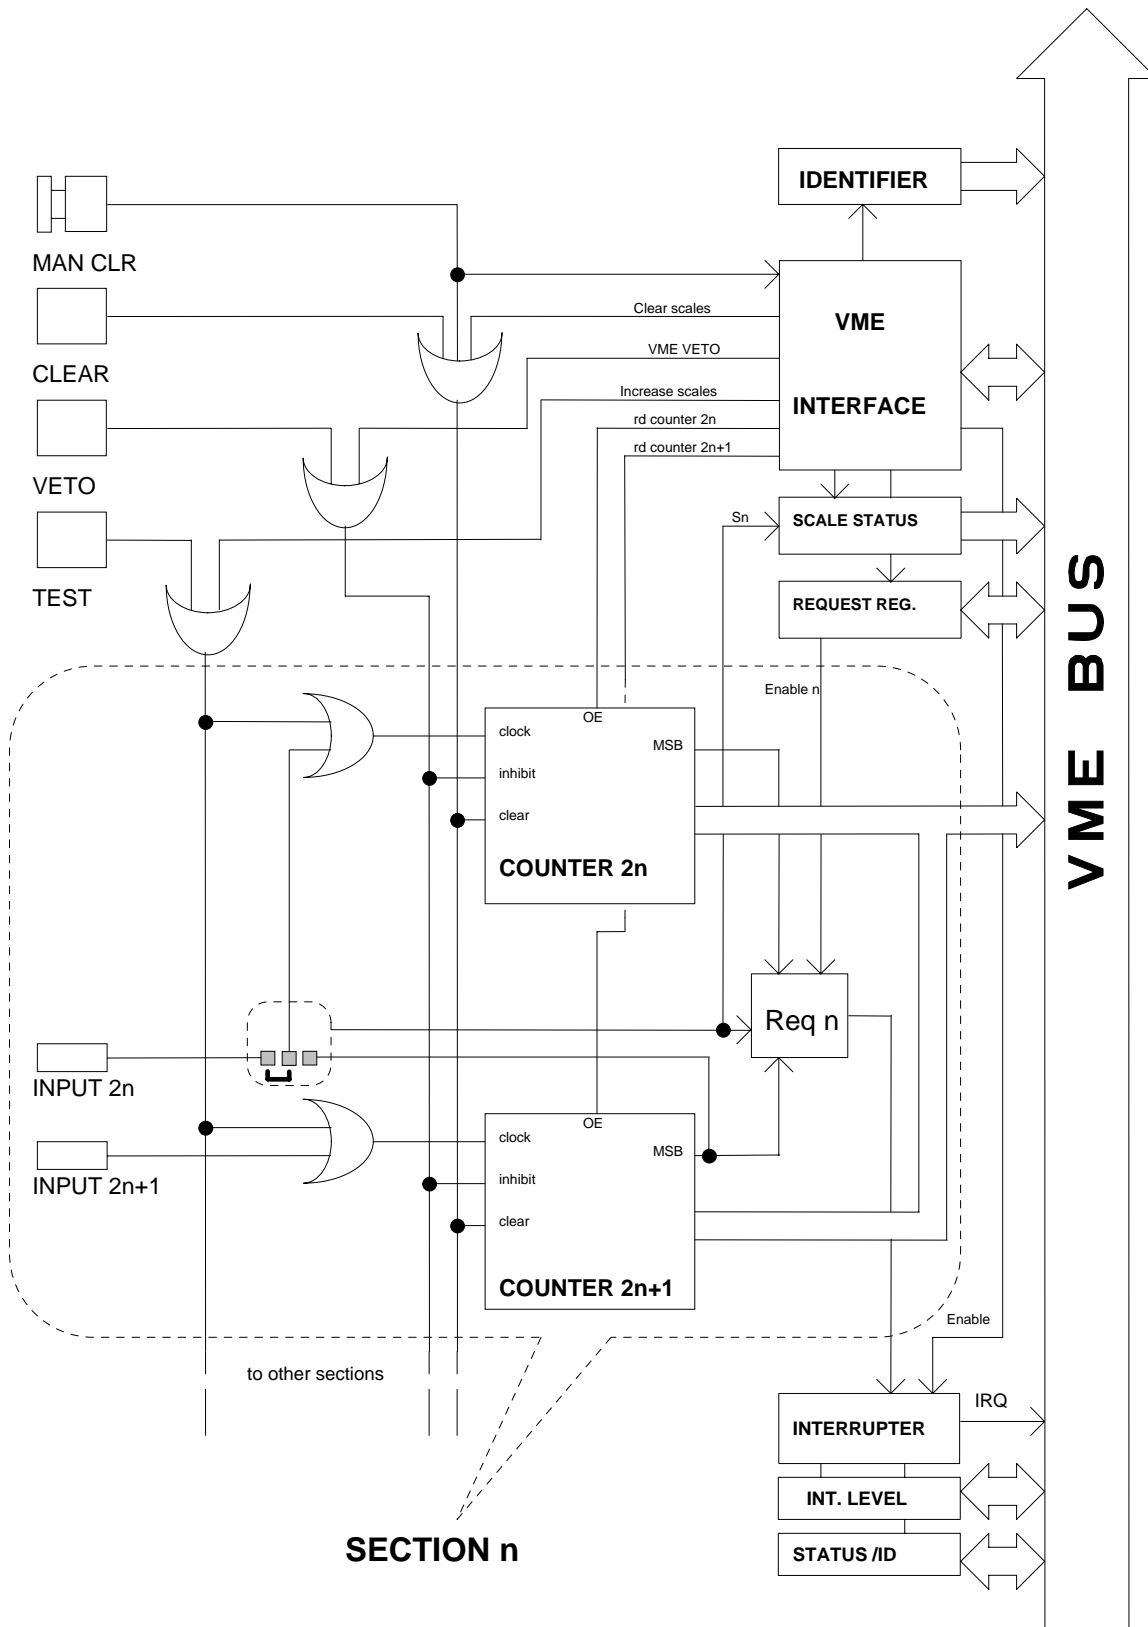 IDENTIFIER
MAN CLR
Clear scales
VME
CLEAR
VME VETO
Increase scales
INTERFACE
rd counter 2n
rd counter 2n+1
VETO
Sn
SCALE STATUS
TEST
REQUEST REG.
VME BUS
Enable n
OE
clock
MSB
inhibit
clear
COUNTER 2n
Req n
INPUT 2n
OE
clock
MSB
INPUT 2n+1
inhibit
clear
COUNTER 2n+1
Enable
to other sections
IRQ
INTERRUPTER
INT. LEVEL
SECTION n
STATUS /ID